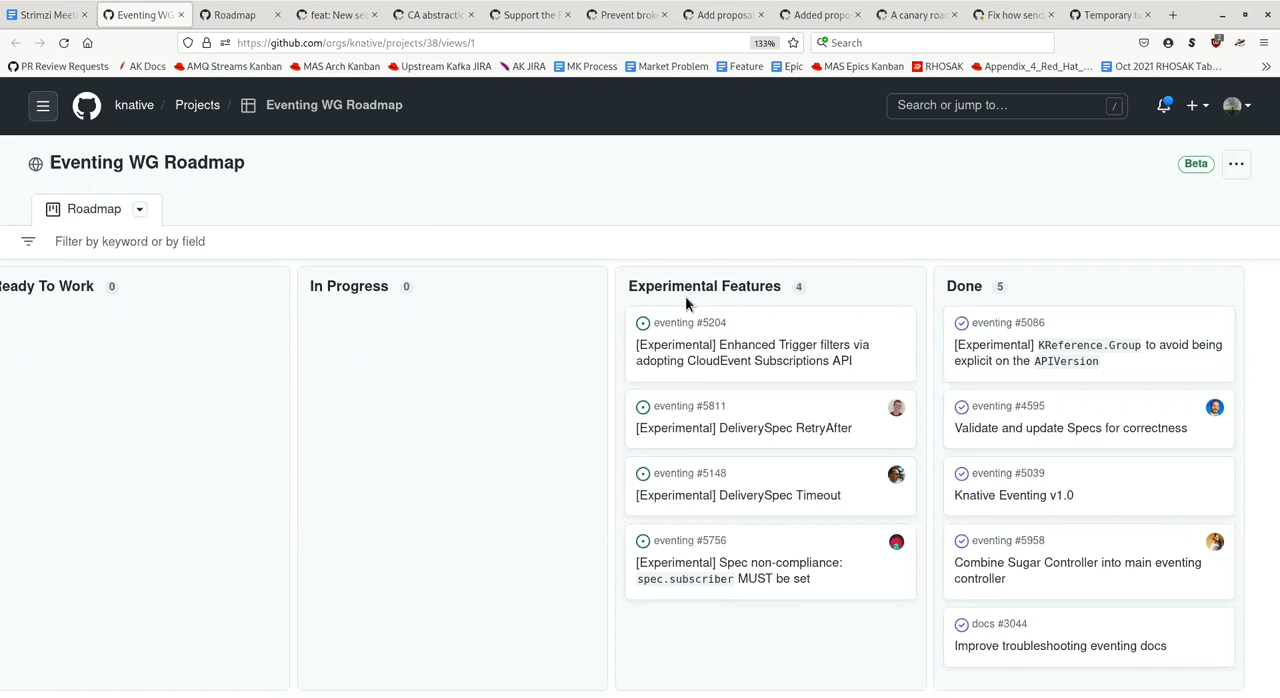 Strimzi Meeti
Eventing WG
Roadmap
feat: New sec
CA abstractic
Support the F
Prevent broke
Add proposal
Added propos
A canary roa
Fix how send
Temporary tu
https://github.com/orgs/knative/projects/38/views/1
133%
Search
PR Review Requests
AK Docs
AMQ Streams Kanban
MAS Arch Kanban
Upstream Kafka JIRA
AK JIRA
MK Process
Market Problem
Feature
Epic
MAS Epics Kanban
RHOSAK
Appendix_4_Red_Hat_…
Oct 2021 RHOSAK Tab…
knative / Projects / Eventing WG Roadmap
Search or jump to… /
Eventing WG Roadmap
Beta
Roadmap
Filter by keyword or by field
Ready To Work 0
In Progress 0
Experimental Features 4
eventing #5204
[Experimental] Enhanced Trigger filters via
adopting CloudEvent Subscriptions API
eventing #5811
[Experimental] DeliverySpec RetryAfter
eventing #5148
[Experimental] DeliverySpec Timeout
eventing #5756
[Experimental] Spec non-compliance:
spec.subscriber MUST be set
Done 5
eventing #5086
[Experimental] KReference.Group to avoid being
explicit on the APIVersion
eventing #4595
Validate and update Specs for correctness
eventing #5039
Knative Eventing v1.0
eventing #5958
Combine Sugar Controller into main eventing
controller
docs #3044
Improve troubleshooting eventing docs